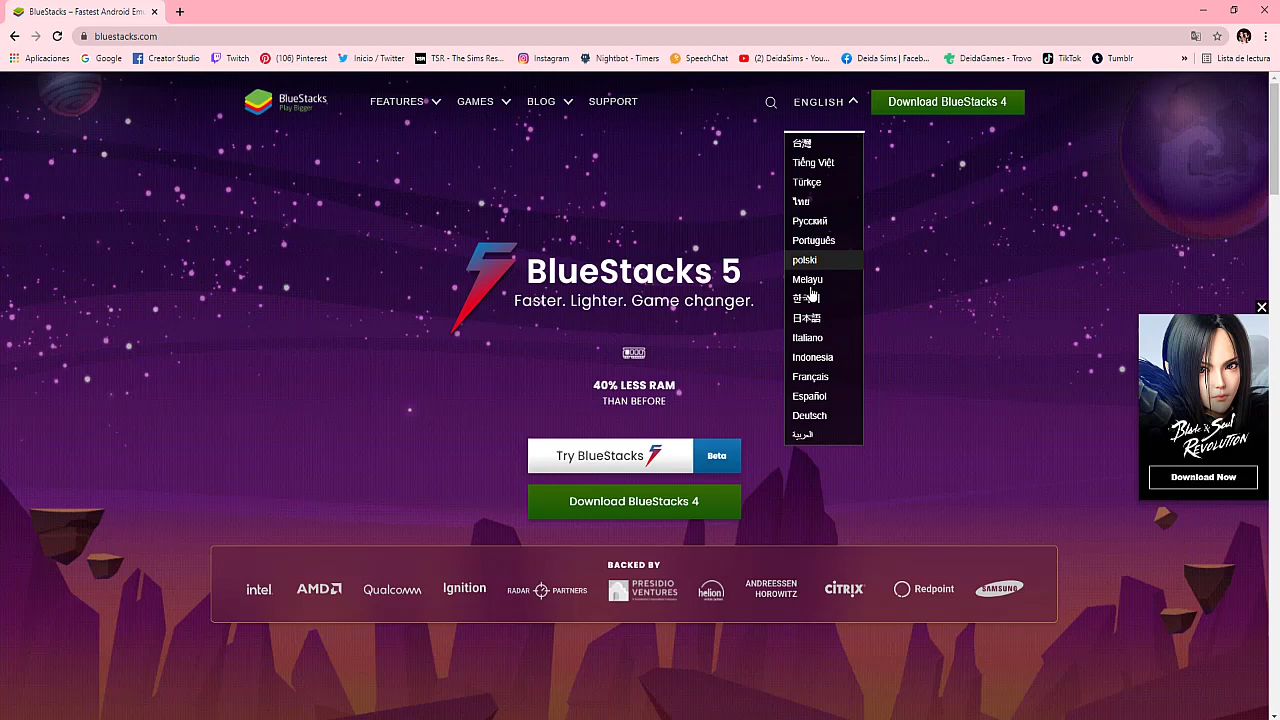 BlueStacks – Fastest Android Em
bluestacks.com
Aplicaciones
Google
Creator Studio
Twitch
(106) Pinterest
Inicio / Twitter
TSR - The Sims Res...
Instagram
Nightbot - Timers
SpeechChat
(2) DeidaSims - You...
Deida Sims | Faceb...
DeidaGames - Trovo
TikTok
Tumblr
»
Lista de lectura
BlueStacks
Play Bigger
FEATURES
GAMES
BLOG
SUPPORT
ENGLISH
Download BlueStacks 4
台灣
Tiếng Việt
Türkçe
ไทย
Русский
Português
polski
Melayu
한국어
日本語
Italiano
Indonesia
Français
Español
Deutsch
العربية
BlueStacks 5
Faster. Lighter. Game changer.
40% LESS RAM
THAN BEFORE
Try BlueStacks
Beta
Download BlueStacks 4
Blade & Soul
REVOLUTION
Download Now
BACKED BY
intel
AMD
Qualcomm
Ignition
RADAR PARTNERS
PRESIDIO
VENTURES
helion
ANDREESSEN
HOROWITZ
CITRIX
Redpoint
SAMSUNG